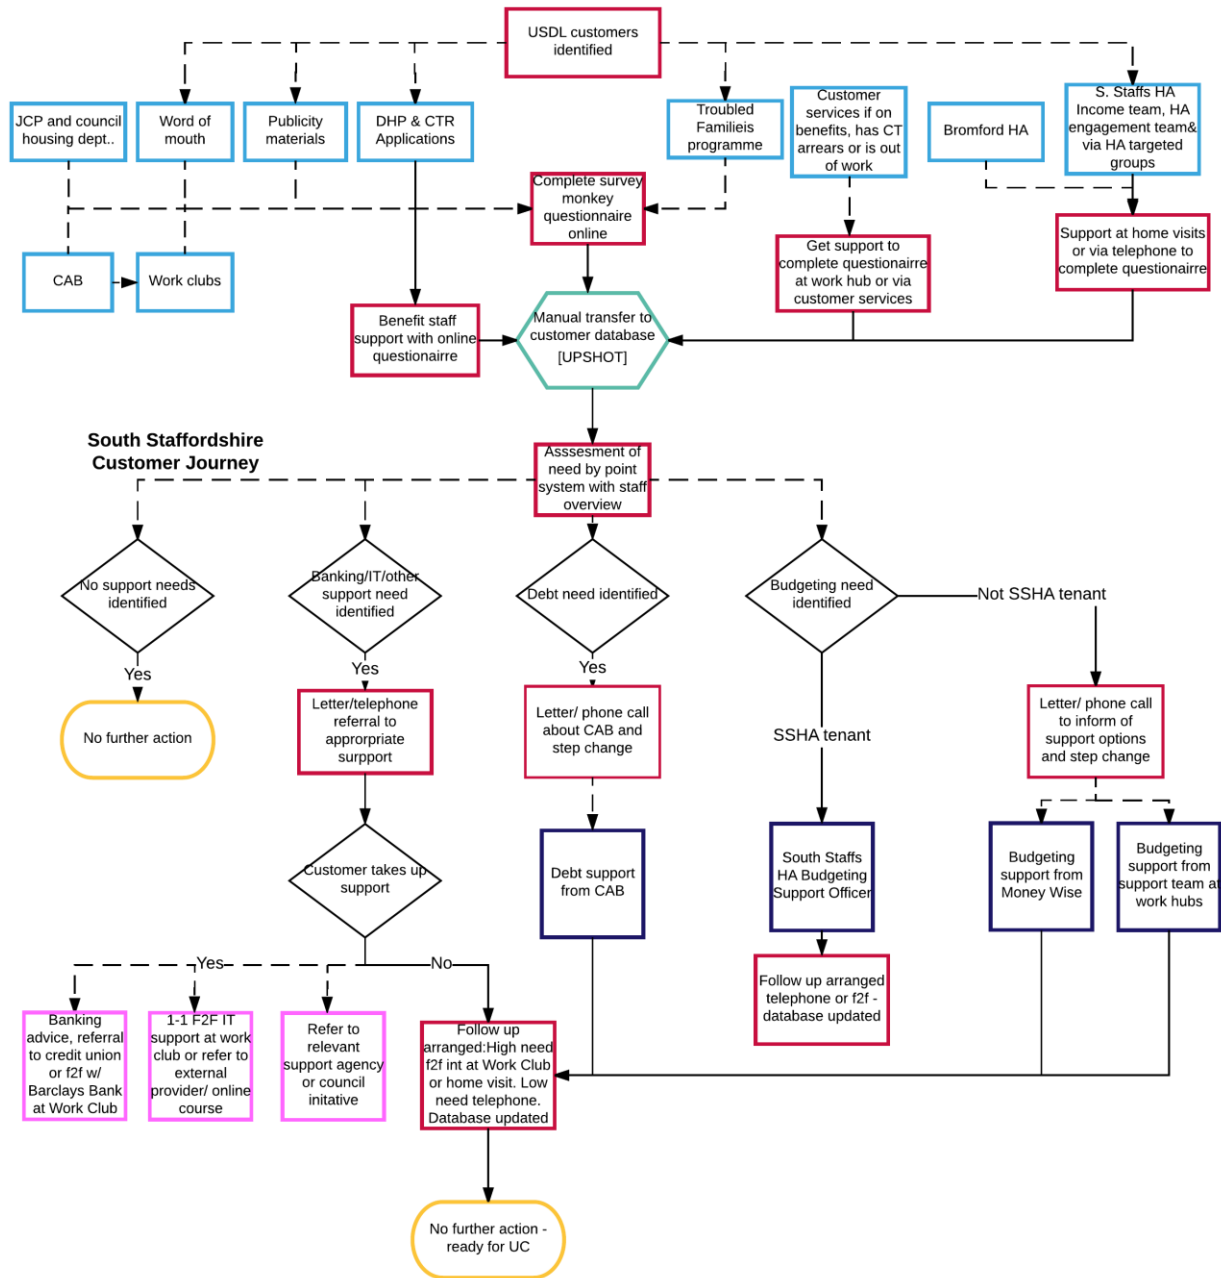 USDL customers
identified
JCP and council
housing dept..
Word of
mouth
Publicity
materials
DHP & CTR
Applications
Troubled
Familieis
programme
Customer
services if on
benefits, has CT
arrears or is out
of work
Bromford HA
S. Staffs HA
Income team, HA
engagement team&
via HA targeted
groups
Complete survey
monkey
questionnaire
online
Get support to
complete questionairre
at work hub or via
customer services
Support at home visits
or via telephone to
complete questionairre
CAB
Work clubs
Benefit staff
support with online
questionairre
Manual transfer to
customer database
[UPSHOT]
South Staffordshire
Customer Journey
Asssesment of
need by point
system with staff
overview
No support needs
identified
Banking/IT/other
support need
identified
Debt need identified
Budgeting need
identified
Not SSHA tenant
Yes
Yes
Yes
SSHA tenant
No further action
Letter/telephone
referral to
approrpriate
surpport
Letter/ phone call
about CAB and
step change
Letter/ phone call
to inform of
support options
and step change
Customer takes up
support
Debt support
from CAB
South Staffs
HA Budgeting
Support Officer
Budgeting
support from
Money Wise
Budgeting
support from
support team at
work hubs
Yes
No
Banking
advice, referral
to credit union
or f2f w/
Barclays Bank
at Work Club
1-1 F2F IT
support at work
club or refer to
external
provider/ online
course
Refer to
relevant
support agency
or council
initative
Follow up
arranged:High need
f2f int at Work Club
or home visit. Low
need telephone.
Database updated
Follow up arranged
telephone or f2f -
database updated
No further action -
ready for UC